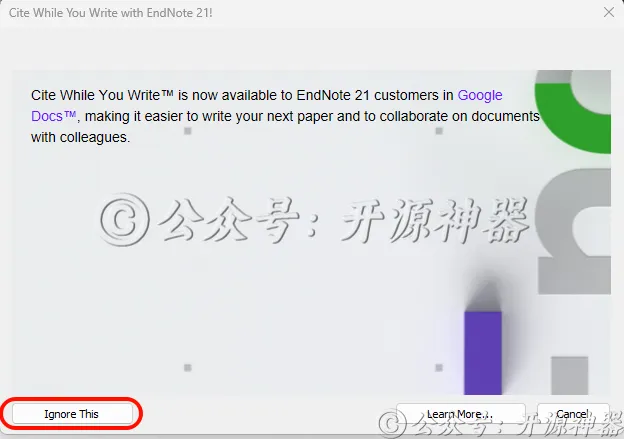 Cite While You Write with EndNote 21!
Cite While You Write™ is now available to EndNote 21 customers in Google
Docs™, making it easier to write your next paper and to collaborate on documents
with colleagues.
©公众号：开源神器
Ignore This
Learn More...
Cancel
©公众号：开源神器